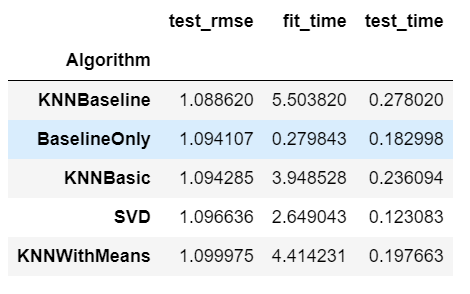 test_rmse fit_time test_time
Algorithm
KNNBaseline 1.088620 5.503820 0.278020
BaselineOnly 1.094107 0.279843 0.182998
KNNBasic 1.094285 3.948528 0.236094
SVD 1.096636 2.649043 0.123083
KNNWithMeans 1.099975 4.414231 0.197663